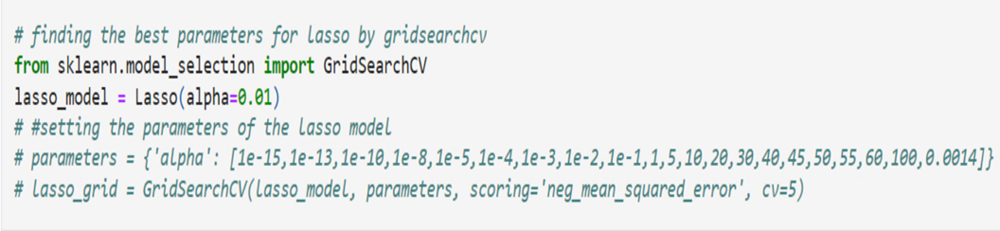 # finding the best parameters for lasso by gridsearchcv
from sklearn.model_selection import GridSearchCV
lasso_model = Lasso(alpha=0.01)
# #setting the parameters of the lasso model
# parameters = {'alpha': [1e-15,1e-13,1e-10,1e-8,1e-5,1e-4,1e-3,1e-2,1e-1,1,5,10,20,30,40,45,50,55,60,100,0.0014]}
# lasso_grid = GridSearchCV(lasso_model, parameters, scoring='neg_mean_squared_error', cv=5)